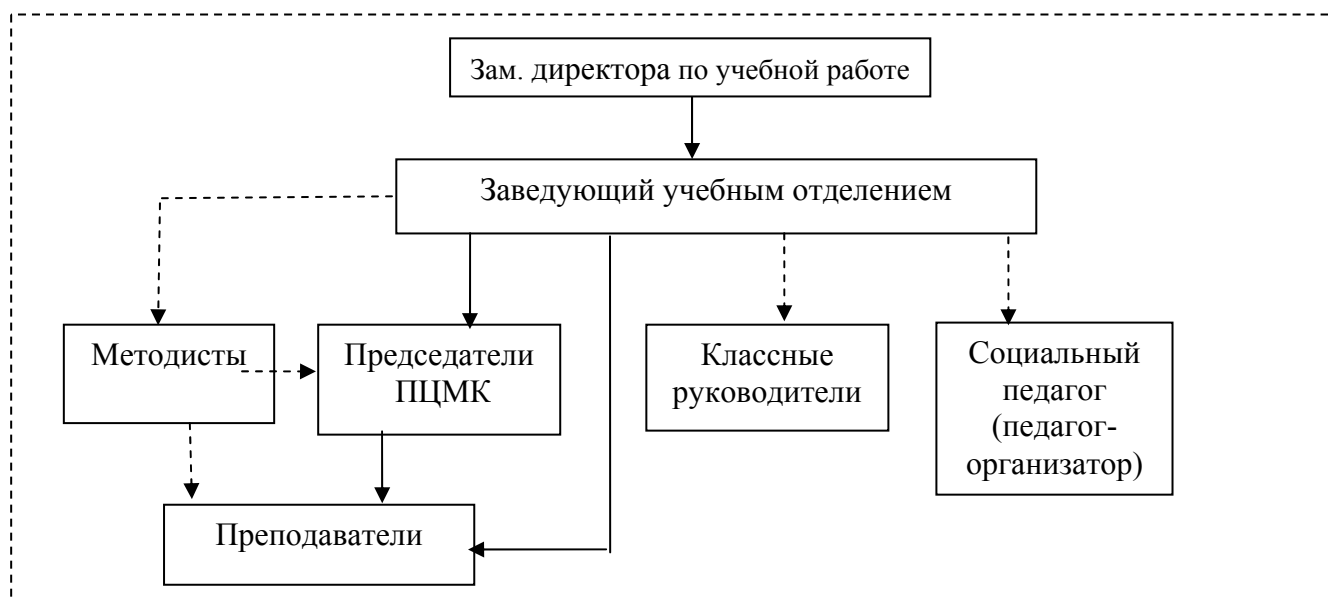 Зам. директора по учебной работе
Заведующий учебным отделением
Методисты
Председатели
ПЦМК
Классные
руководители
Социальный
педагог
(педагог-
организатор)
Преподаватели